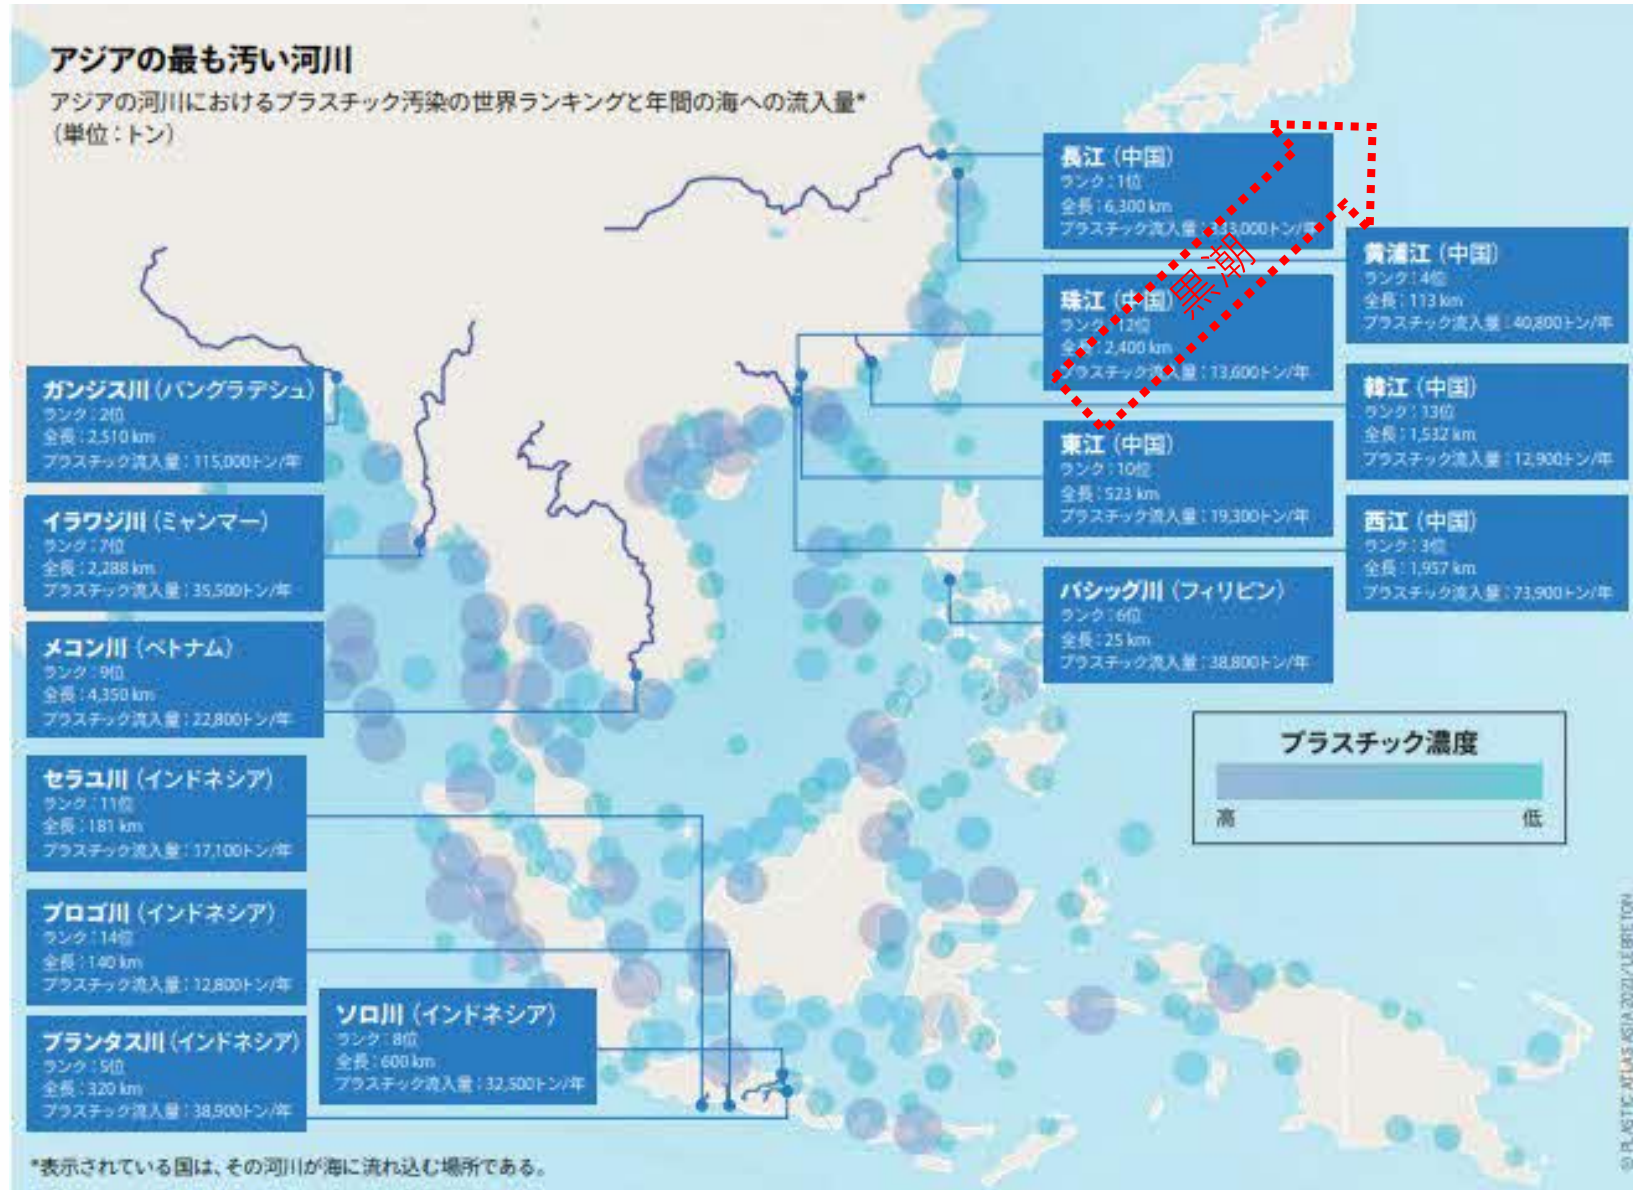 アジアの最も汚い河川
アジアの河川におけるプラスチック汚染の世界ランキングと年間の海への流入量*
（単位：トン）
長江（中国）
ランク：1位
全長：6,300 km
プラスチック流入量：333,000トン/年
黄浦江（中国）
ランク：4位
全長：113 km
プラスチック流入量：40,800トン/年
黒潮
珠江（中国）
ランク：12位
全長：2,400 km
プラスチック流入量：13,600トン/年
韓江（中国）
ランク：13位
全長：1,532 km
プラスチック流入量：12,900トン/年
東江（中国）
ランク：10位
全長：523 km
プラスチック流入量：19,300トン/年
西江（中国）
ランク：3位
全長：1,957 km
プラスチック流入量：73,900トン/年
パシッグ川（フィリピン）
ランク：6位
全長：25 km
プラスチック流入量：38,800トン/年
ガンジス川（バングラデシュ）
ランク：2位
全長：2,510 km
プラスチック流入量：115,000トン/年
イラワジ川（ミャンマー）
ランク：7位
全長：2,288 km
プラスチック流入量：35,500トン/年
メコン川（ベトナム）
ランク：9位
全長：4,350 km
プラスチック流入量：22,800トン/年
セラユ川（インドネシア）
ランク：11位
全長：181 km
プラスチック流入量：17,100トン/年
プロゴ川（インドネシア）
ランク：14位
全長：140 km
プラスチック流入量：12,800トン/年
ブランタス川（インドネシア）
ランク：5位
全長：320 km
プラスチック流入量：38,900トン/年
ソロ川（インドネシア）
ランク：8位
全長：600 km
プラスチック流入量：32,500トン/年
プラスチック濃度
高 低
*表示されている国は、その河川が海に流れ込む場所である。
© PLASTIC ATLAS ASIA 2021/LEBRETON